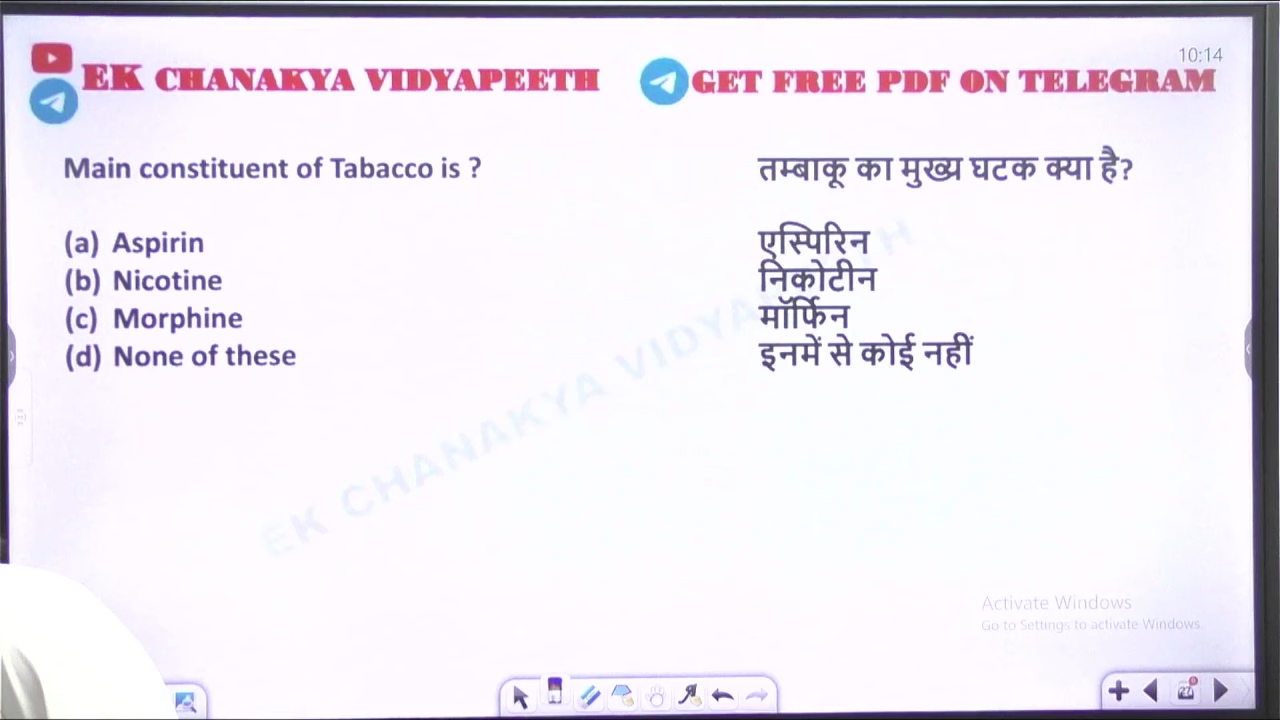 10:14
EK CHANAKYA VIDYAPEETH
GET FREE PDF ON TELEGRAM
Main constituent of Tabacco is ?
(a) Aspirin
(b) Nicotine
(c) Morphine
(d) None of these
तम्बाकू का मुख्य घटक क्या है?
एस्पिरिन
निकोटीन
मॉर्फिन
इनमें से कोई नहीं
EK CHANAKYA VIDYAPEETH
Activate Windows
Go to Settings to activate Windows.
27